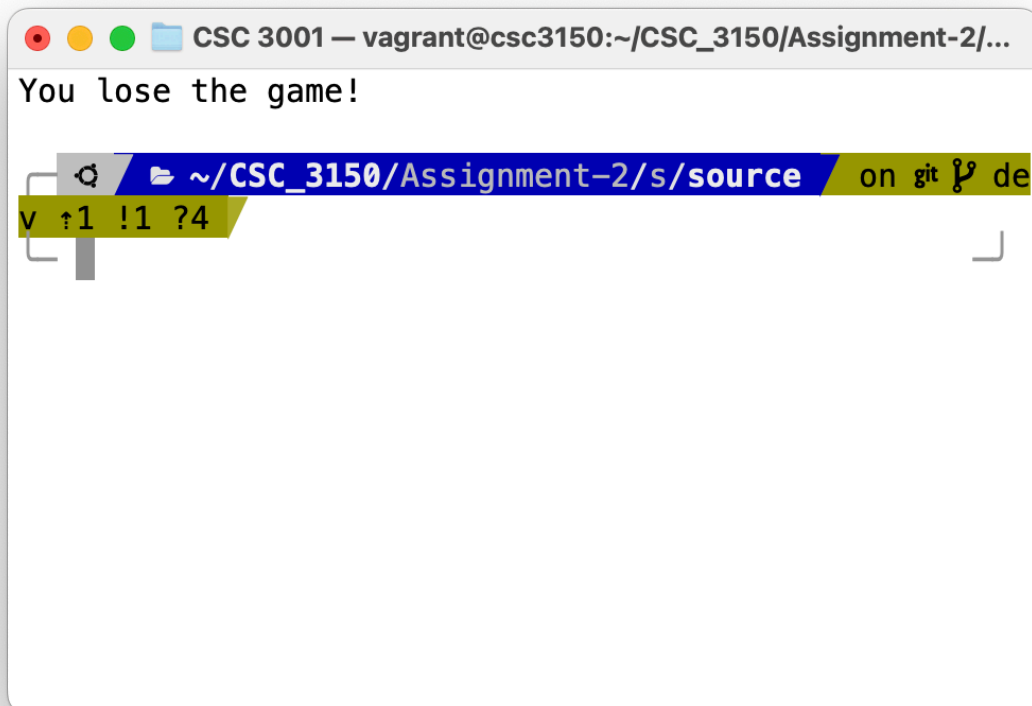 CSC 3001 — vagrant@csc3150:~/CSC_3150/Assignment-2/...
You lose the game!
~/CSC_3150/Assignment-2/s/source on git de
v ⇡1 !1 ?4